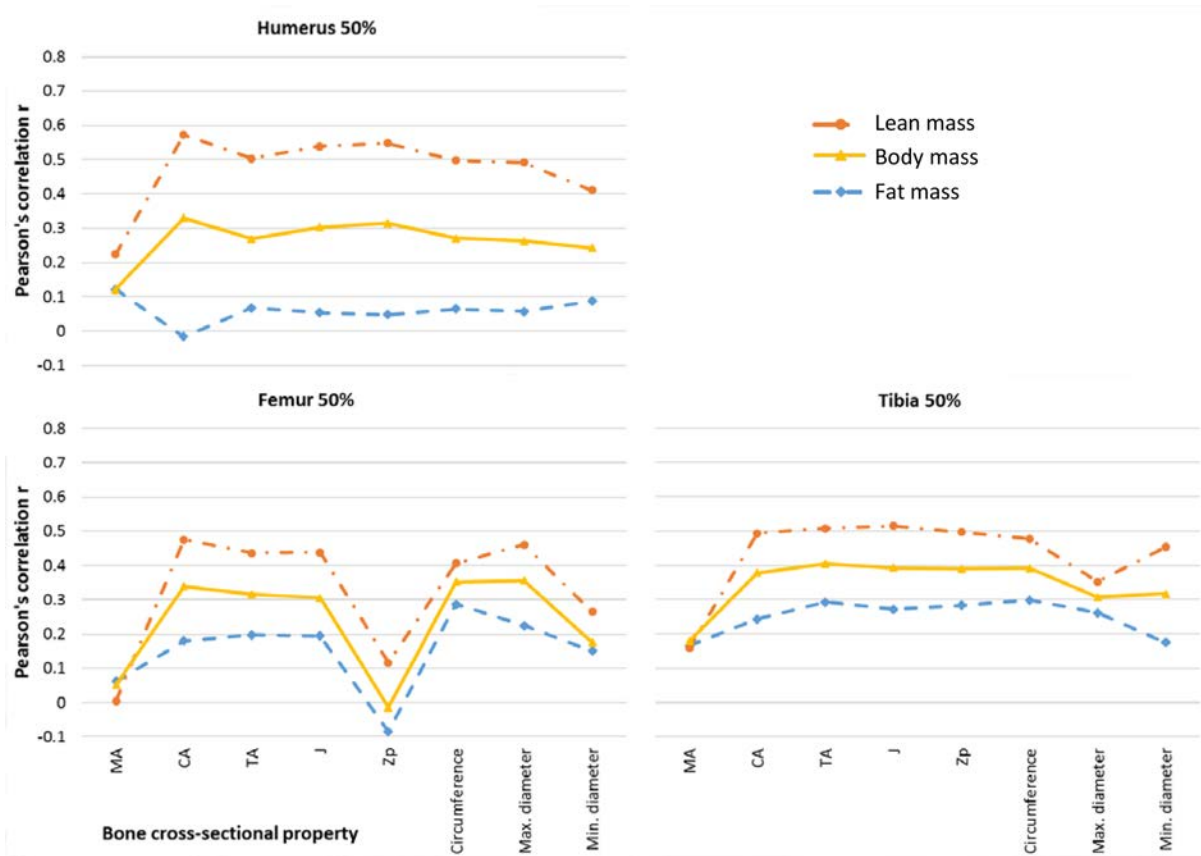 Humerus 50%
Pearson's correlation r
0.8
0.7
0.6
0.5
0.4
0.3
0.2
0.1
0
-0.1
Lean mass
Body mass
Fat mass
Femur 50%
Pearson's correlation r
0.8
0.7
0.6
0.5
0.4
0.3
0.2
0.1
0
-0.1
MA
CA
TA
J
Zp
Circumference
Max. diameter
Min. diameter
Bone cross-sectional property
Tibia 50%
MA
CA
TA
J
Zp
Circumference
Max. diameter
Min. diameter